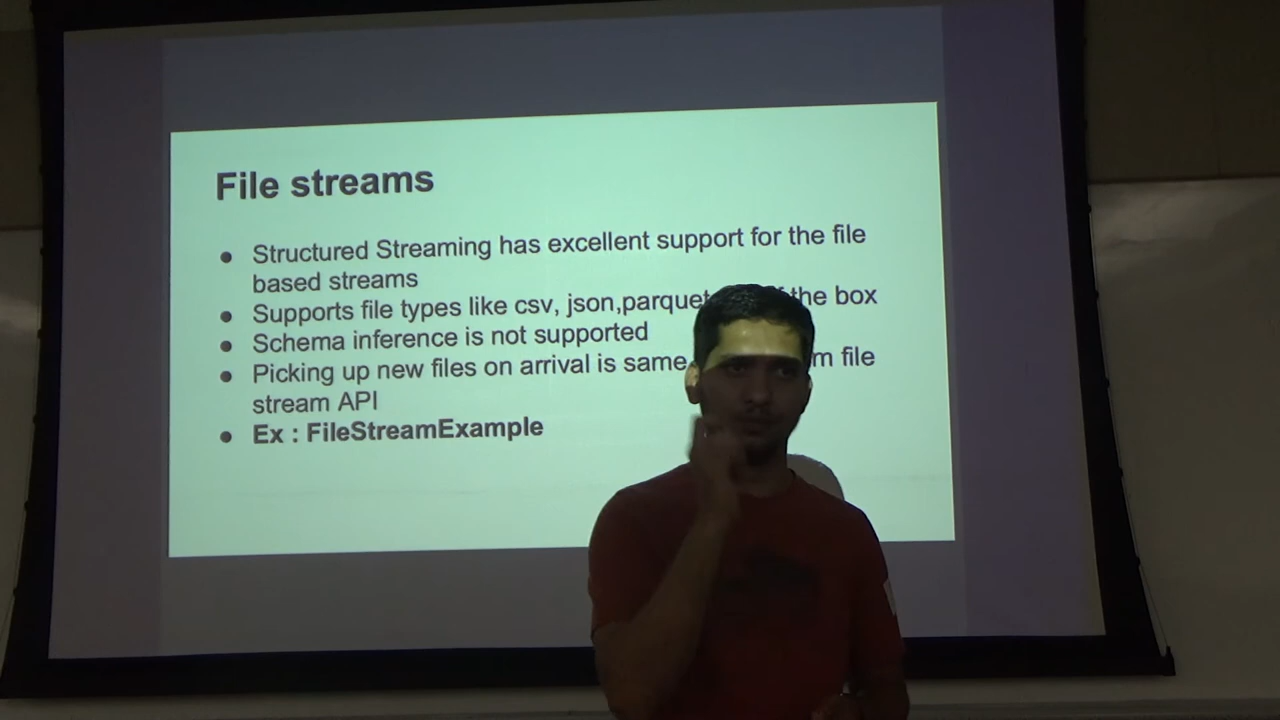 File streams
● Structured Streaming has excellent support for the file
based streams
● Supports file types like csv, json,parquet the box
● Schema inference is not supported
● Picking up new files on arrival is same file
stream API
● Ex : FileStreamExample